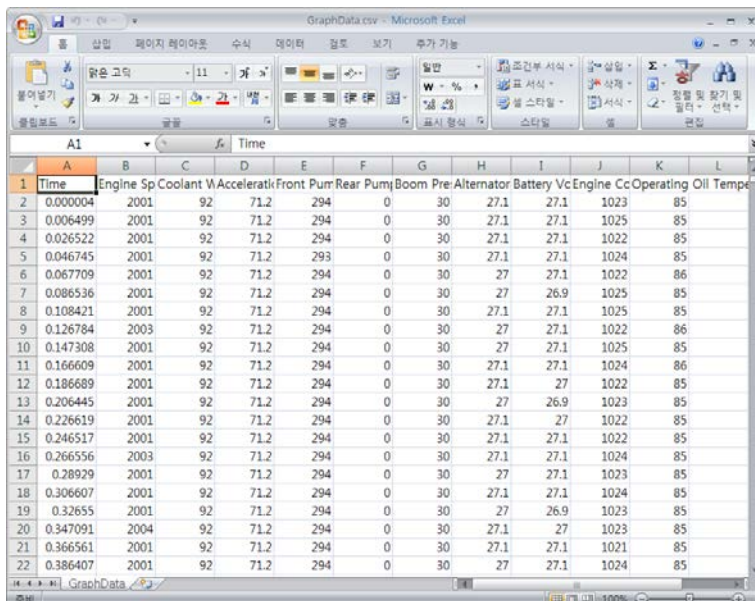 GraphData.csv - Microsoft Excel
홈 삽입 페이지 레이아웃 수식 데이터 검토 보기 추가 기능
맑은 고딕 11 일반 조건부 서식 삽입 Σ
붙여넣기 가 가 가 표 서식 삭제 정렬 및 필터 찾기 및 선택
W % , 셀 스타일 서식
클립보드 글꼴 맞춤 표시 형식 스타일 셀 편집
A1 fx Time
A B C D E F G H I J K L
1 Time Engine Sp Coolant W Acceleratic Front Pum Rear Pump Boom Pre Alternator Battery Vc Engine Cc Operating Oil Tempe
2 0.000004 2001 92 71.2 294 0 30 27.1 27.1 1023 85
3 0.006499 2001 92 71.2 294 0 30 27.1 27.1 1025 85
4 0.026522 2001 92 71.2 294 0 30 27.1 27.1 1022 85
5 0.046745 2001 92 71.2 293 0 30 27.1 27.1 1024 85
6 0.067709 2001 92 71.2 294 0 30 27 27.1 1022 86
7 0.086536 2001 92 71.2 294 0 30 27 26.9 1025 85
8 0.108421 2001 92 71.2 294 0 30 27.1 27.1 1025 85
9 0.126784 2003 92 71.2 294 0 30 27 27.1 1022 86
10 0.147308 2001 92 71.2 294 0 30 27 27.1 1025 85
11 0.166609 2001 92 71.2 294 0 30 27.1 27.1 1024 86
12 0.186689 2001 92 71.2 294 0 30 27.1 27 1022 85
13 0.206445 2001 92 71.2 294 0 30 27 26.9 1023 85
14 0.226619 2001 92 71.2 294 0 30 27.1 27 1022 85
15 0.246517 2001 92 71.2 294 0 30 27.1 27.1 1022 85
16 0.266556 2003 92 71.2 294 0 30 27.1 27.1 1024 85
17 0.28929 2001 92 71.2 294 0 30 27 27.1 1023 85
18 0.306607 2001 92 71.2 294 0 30 27.1 27.1 1024 85
19 0.32655 2001 92 71.2 294 0 30 27 26.9 1023 85
20 0.347091 2004 92 71.2 294 0 30 27.1 27 1023 85
21 0.366561 2001 92 71.2 294 0 30 27.1 27.1 1021 85
22 0.386407 2001 92 71.2 294 0 30 27 27.1 1024 85
GraphData
준비 100%